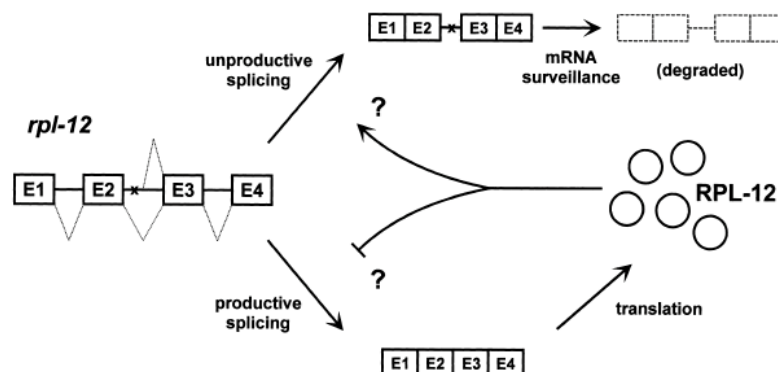 E1 E2 x E3 E4
mRNA
surveillance
(degraded)
unproductive
splicing
?
rpl-12
E1 E2 x E3 E4
RPL-12
?
productive
splicing
translation
E1 E2 E3 E4